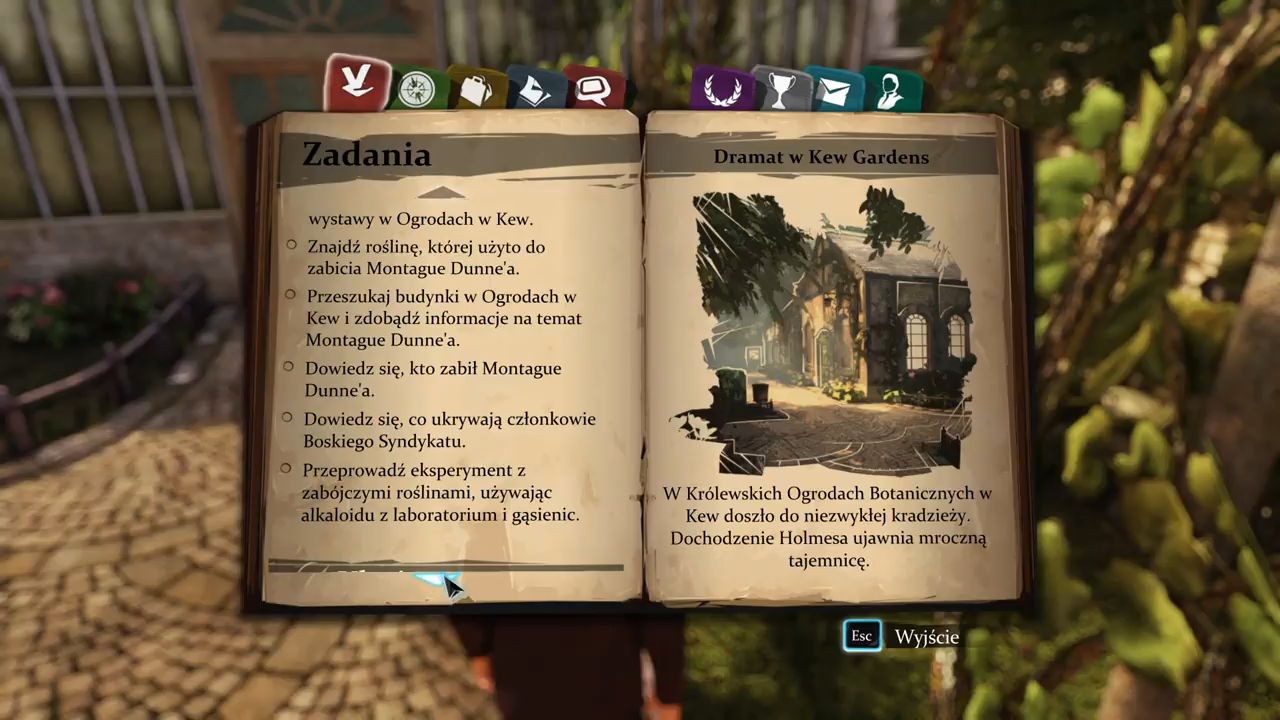 Zadania
wystawy w Ogrodach w Kew.
Znajdź roślinę, której użyto do
zabicia Montague Dunne'a.
Przeszukaj budynki w Ogrodach w
Kew i zdobądź informacje na temat
Montague Dunne'a.
Dowiedz się, kto zabił Montague
Dunne'a.
Dowiedz się, co ukrywają członkowie
Boskiego Syndykatu.
Przeprowadź eksperyment z
zabójczymi roślinami, używając
alkaloidu z laboratorium i gąsienic.
Dramat w Kew Gardens
W Królewskich Ogrodach Botanicznych w
Kew doszło do niezwykłej kradzieży.
Dochodzenie Holmesa ujawnia mroczną
tajemnicę.
Esc Wyjście